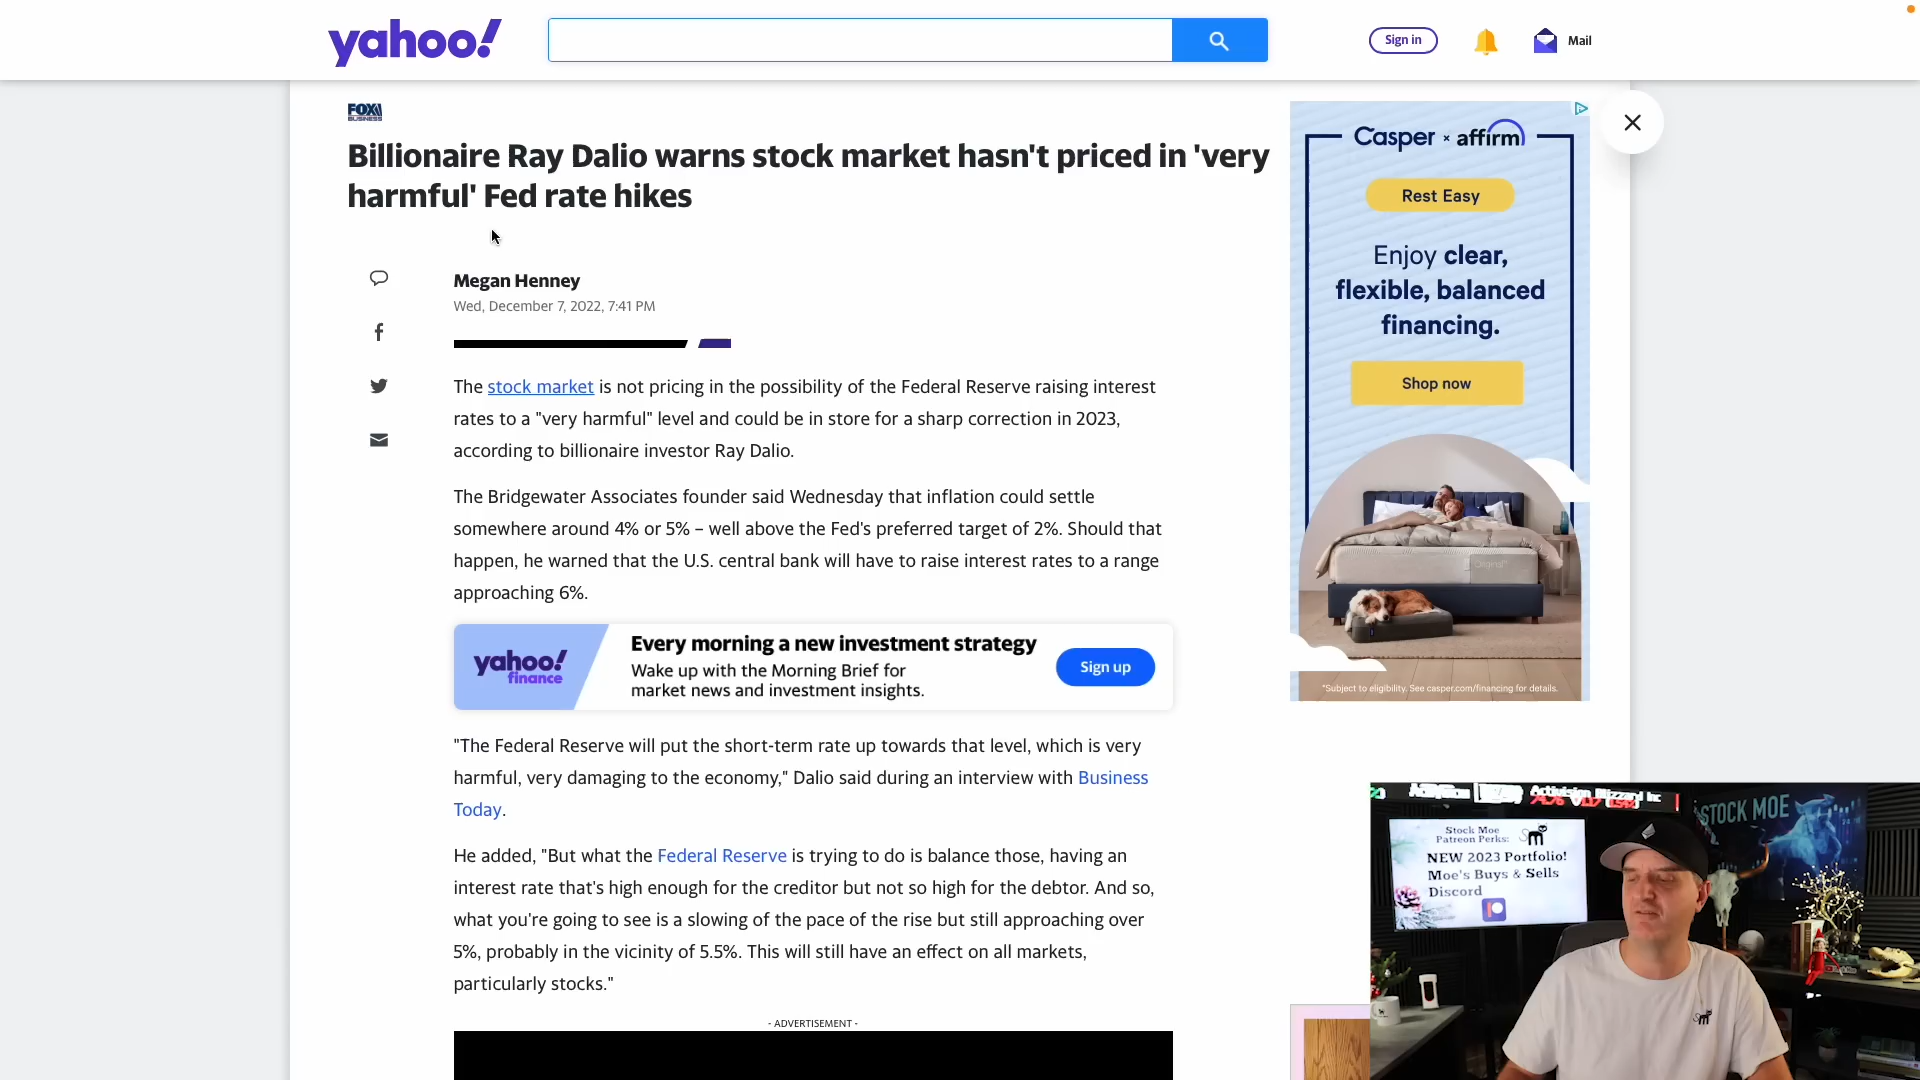 yahoo!
Sign in
Mail
FOX
BUSINESS
Billionaire Ray Dalio warns stock market hasn't priced in 'very
harmful' Fed rate hikes
Megan Henney
Wed, December 7, 2022, 7:41 PM
The stock market is not pricing in the possibility of the Federal Reserve raising interest
rates to a "very harmful" level and could be in store for a sharp correction in 2023,
according to billionaire investor Ray Dalio.
The Bridgewater Associates founder said Wednesday that inflation could settle
somewhere around 4% or 5% – well above the Fed's preferred target of 2%. Should that
happen, he warned that the U.S. central bank will have to raise interest rates to a range
approaching 6%.
yahoo!
finance
Every morning a new investment strategy
Wake up with the Morning Brief for
market news and investment insights.
Sign up
"The Federal Reserve will put the short-term rate up towards that level, which is very
harmful, very damaging to the economy," Dalio said during an interview with Business
Today.
He added, "But what the Federal Reserve is trying to do is balance those, having an
interest rate that's high enough for the creditor but not so high for the debtor. And so,
what you're going to see is a slowing of the pace of the rise but still approaching over
5%, probably in the vicinity of 5.5%. This will still have an effect on all markets,
particularly stocks."
- ADVERTISEMENT -
Casper × affirm
Rest Easy
Enjoy clear,
flexible, balanced
financing.
Shop now
Original
*Subject to eligibility. See casper.com/financing for details.
Activision Blizzard Inc
STOCK MOE
Stock Moe
Patreon Perks:
NEW 2023 Portfolio!
Moe's Buys & Sells
Discord